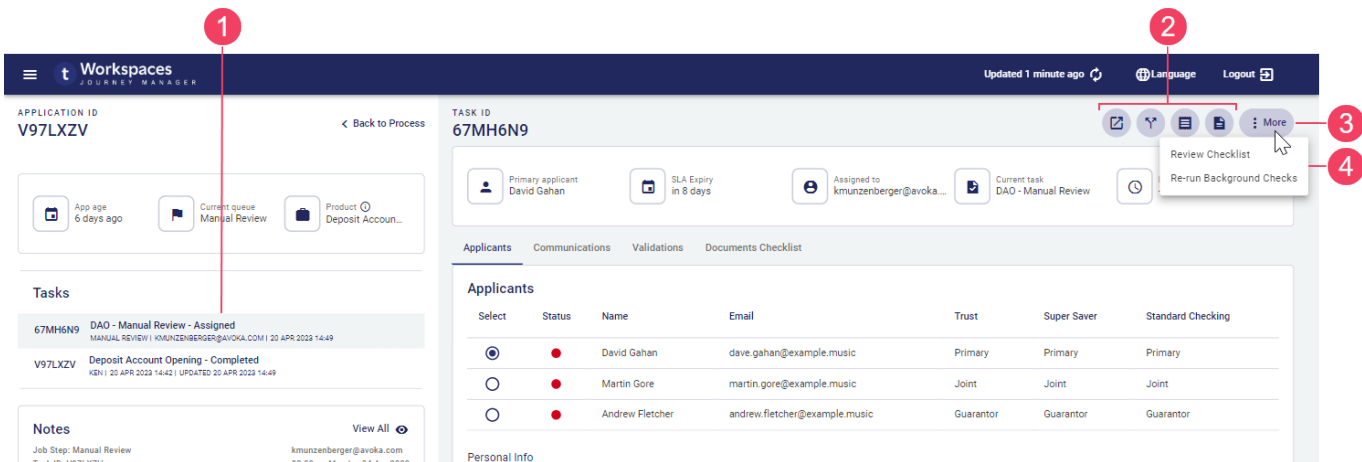 1
2
t Workspaces
JOURNEY MANAGER
Updated 1 minute ago
Language
Logout
APPLICATION ID
V97LXZV
Back to Process
TASK ID
67MH6N9
More
3
Review Checklist
Re-run Background Checks
4
App age
6 days ago
Current queue
Manual Review
Product
Deposit Accoun...
Primary applicant
David Gahan
SLA Expiry
in 8 days
Assigned to
kmunzenberger@avoka....
Current task
DAO - Manual Review
Applicants Communications Validations Documents Checklist
Tasks
67MH6N9 DAO - Manual Review - Assigned
MANUAL REVIEW | KMUNZENBERGER@AVOKA.COM | 20 APR 2023 14:49
V97LXZV Deposit Account Opening - Completed
KEN | 20 APR 2023 14:42 | UPDATED 20 APR 2023 14:49
Notes
View All
Job Step: Manual Review
kmunzenberger@avoka.com
Applicants
Select Status Name Email Trust Super Saver Standard Checking
David Gahan dave.gahan@example.music Primary Primary Primary
Martin Gore martin.gore@example.music Joint Joint Joint
Andrew Fletcher andrew.fletcher@example.music Guarantor Guarantor Guarantor
Personal Info